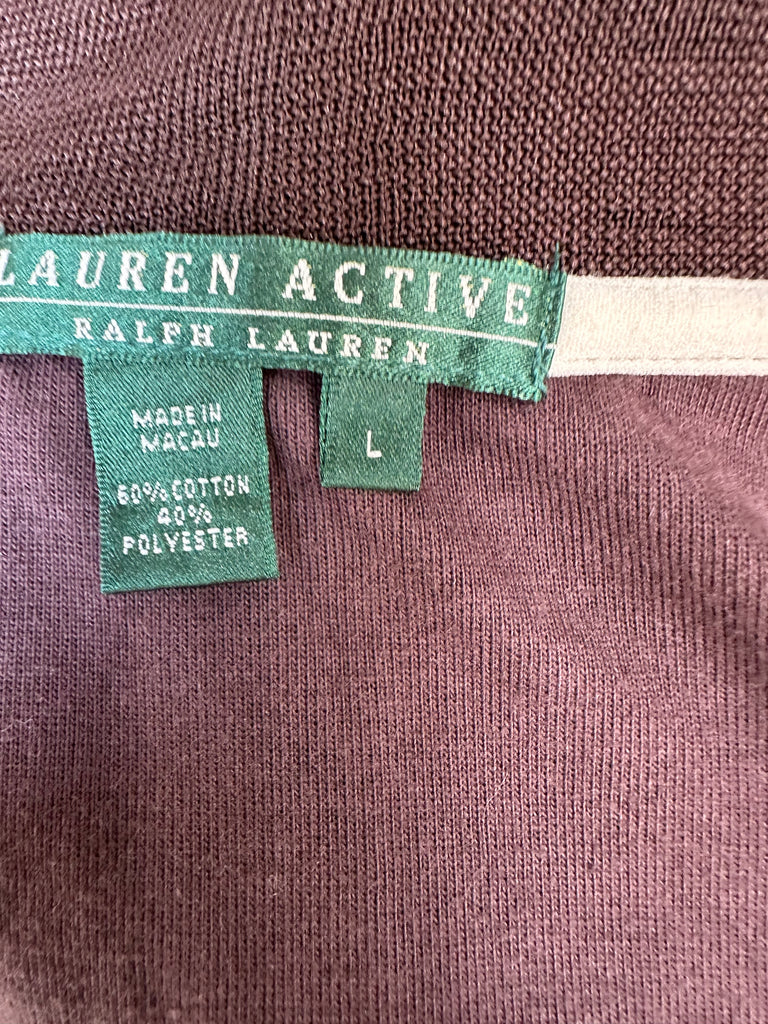 LAUREN ACTIVE
RALPH LAUREN
MADE IN
MACAU
60% COTTON
40%
POLYESTER
L